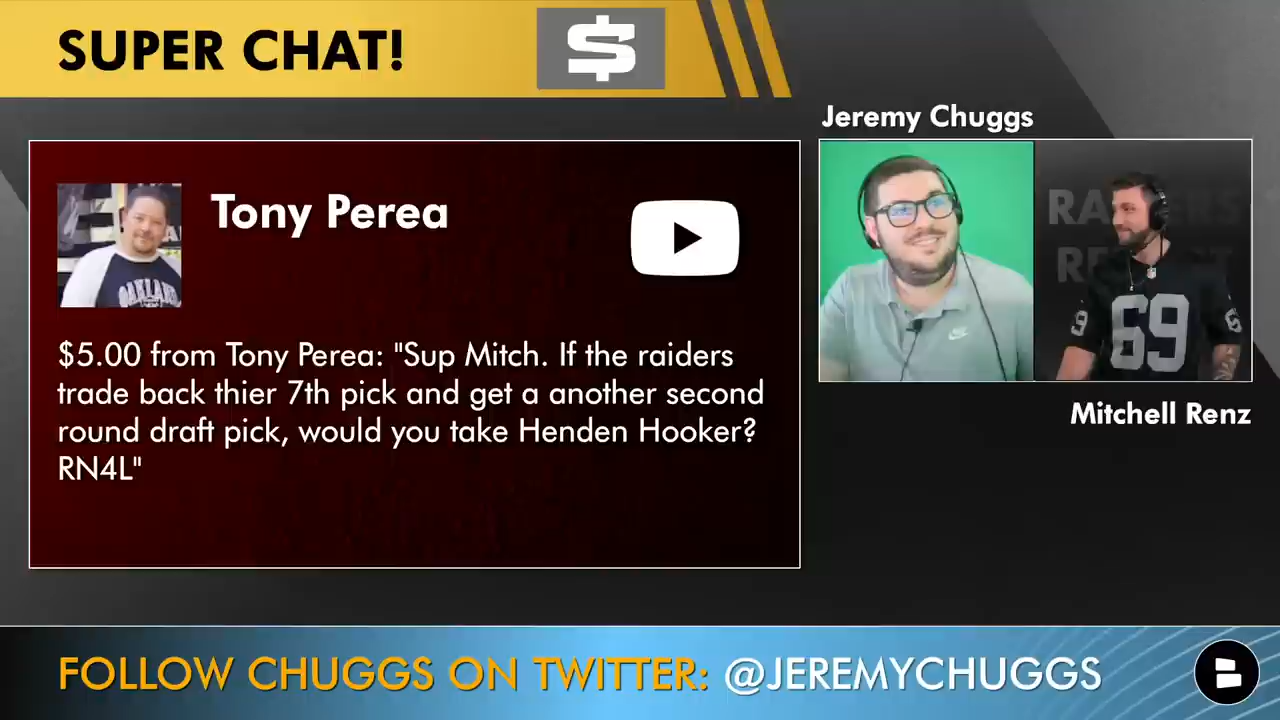 SUPER CHAT!
Jeremy Chuggs
Tony Perea
OAKLAND
$5.00 from Tony Perea: "Sup Mitch. If the raiders
trade back thier 7th pick and get a another second
round draft pick, would you take Henden Hooker?
RN4L"
69
Mitchell Renz
FOLLOW CHUGGS ON TWITTER: @JEREMYCHUGGS